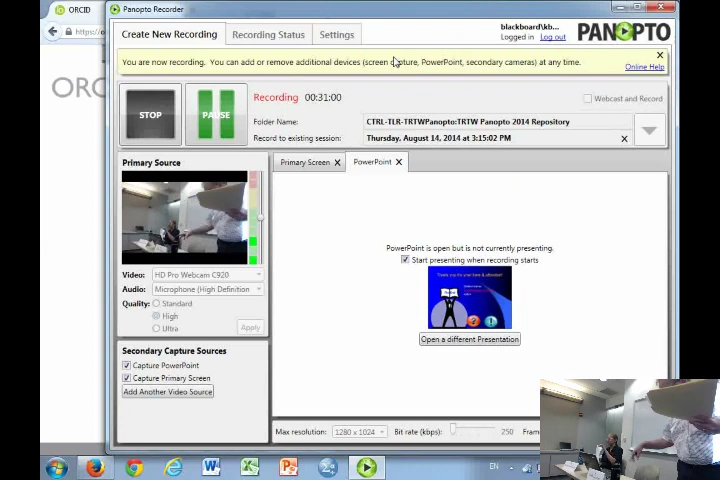 ORCID
https://o
ORC
Panopto Recorder
Create New Recording
Recording Status
Settings
blackboard\kb...
Logged in Log out
PANOPTO
You are now recording. You can add or remove additional devices (screen capture, PowerPoint, secondary cameras) at any time.
Online Help
STOP
PAUSE
Recording 00:31:00
Webcast and Record
Folder Name: CTRL-TLR-TRTWPanopto:TRTW Panopto 2014 Repository
Record to existing session: Thursday, August 14, 2014 at 3:15:02 PM
Primary Source
Primary Screen
PowerPoint
PowerPoint is open but is not currently presenting.
Start presenting when recording starts
Open a different Presentation
Video: HD Pro Webcam C920
Audio: Microphone (High Definition
Quality: Standard
High
Ultra
Apply
Secondary Capture Sources
Capture PowerPoint
Capture Primary Screen
Add Another Video Source
Max resolution: 1280 x 1024 Bit rate (kbps): 250 Fram
EN